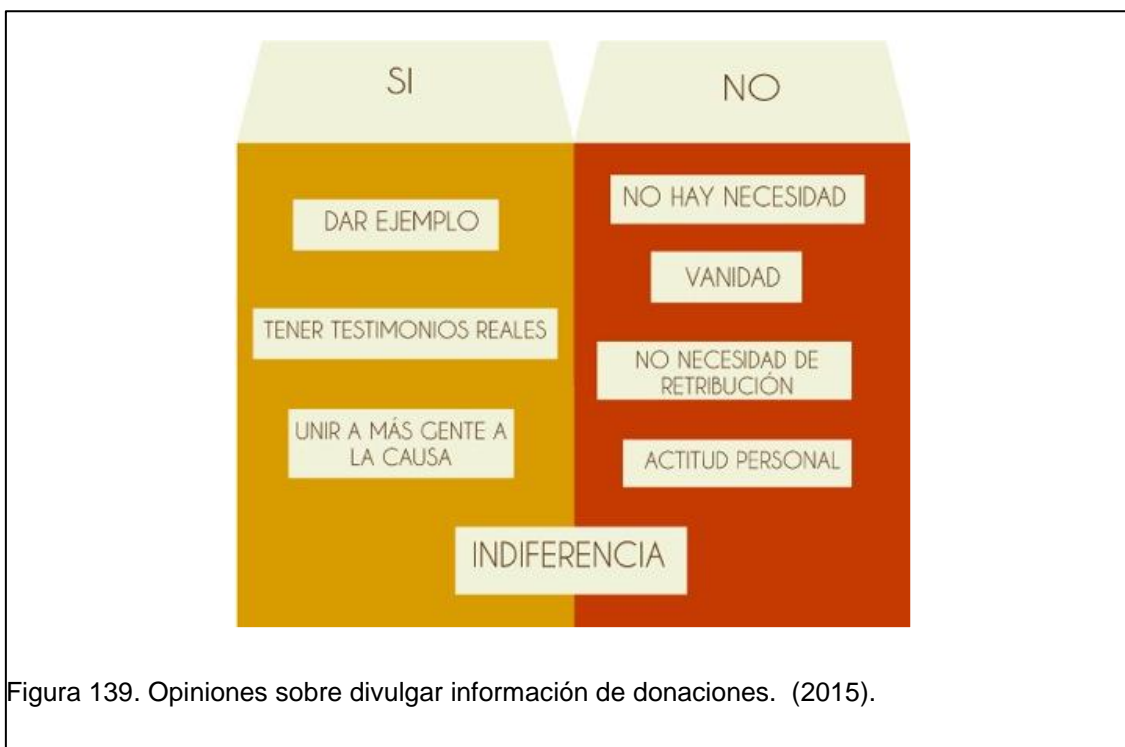 SI
NO
DAR EJEMPLO
TENER TESTIMONIOS REALES
UNIR A MÁS GENTE A
LA CAUSA
NO HAY NECESIDAD
VANIDAD
NO NECESIDAD DE
RETRIBUCIÓN
ACTITUD PERSONAL
INDIFERENCIA
Figura 139. Opiniones sobre divulgar información de donaciones. (2015).